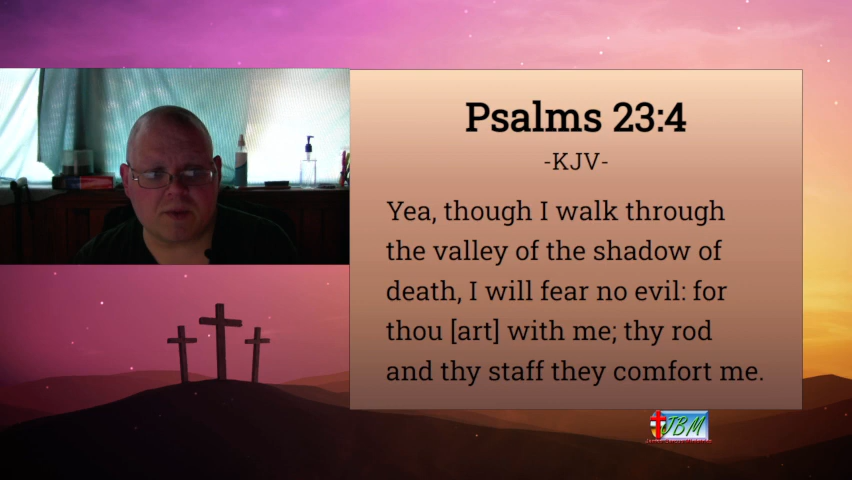 Psalms 23:4
-KJV-
Yea, though I walk through
the valley of the shadow of
death, I will fear no evil: for
thou [art] with me; thy rod
and thy staff they comfort me.
JBM